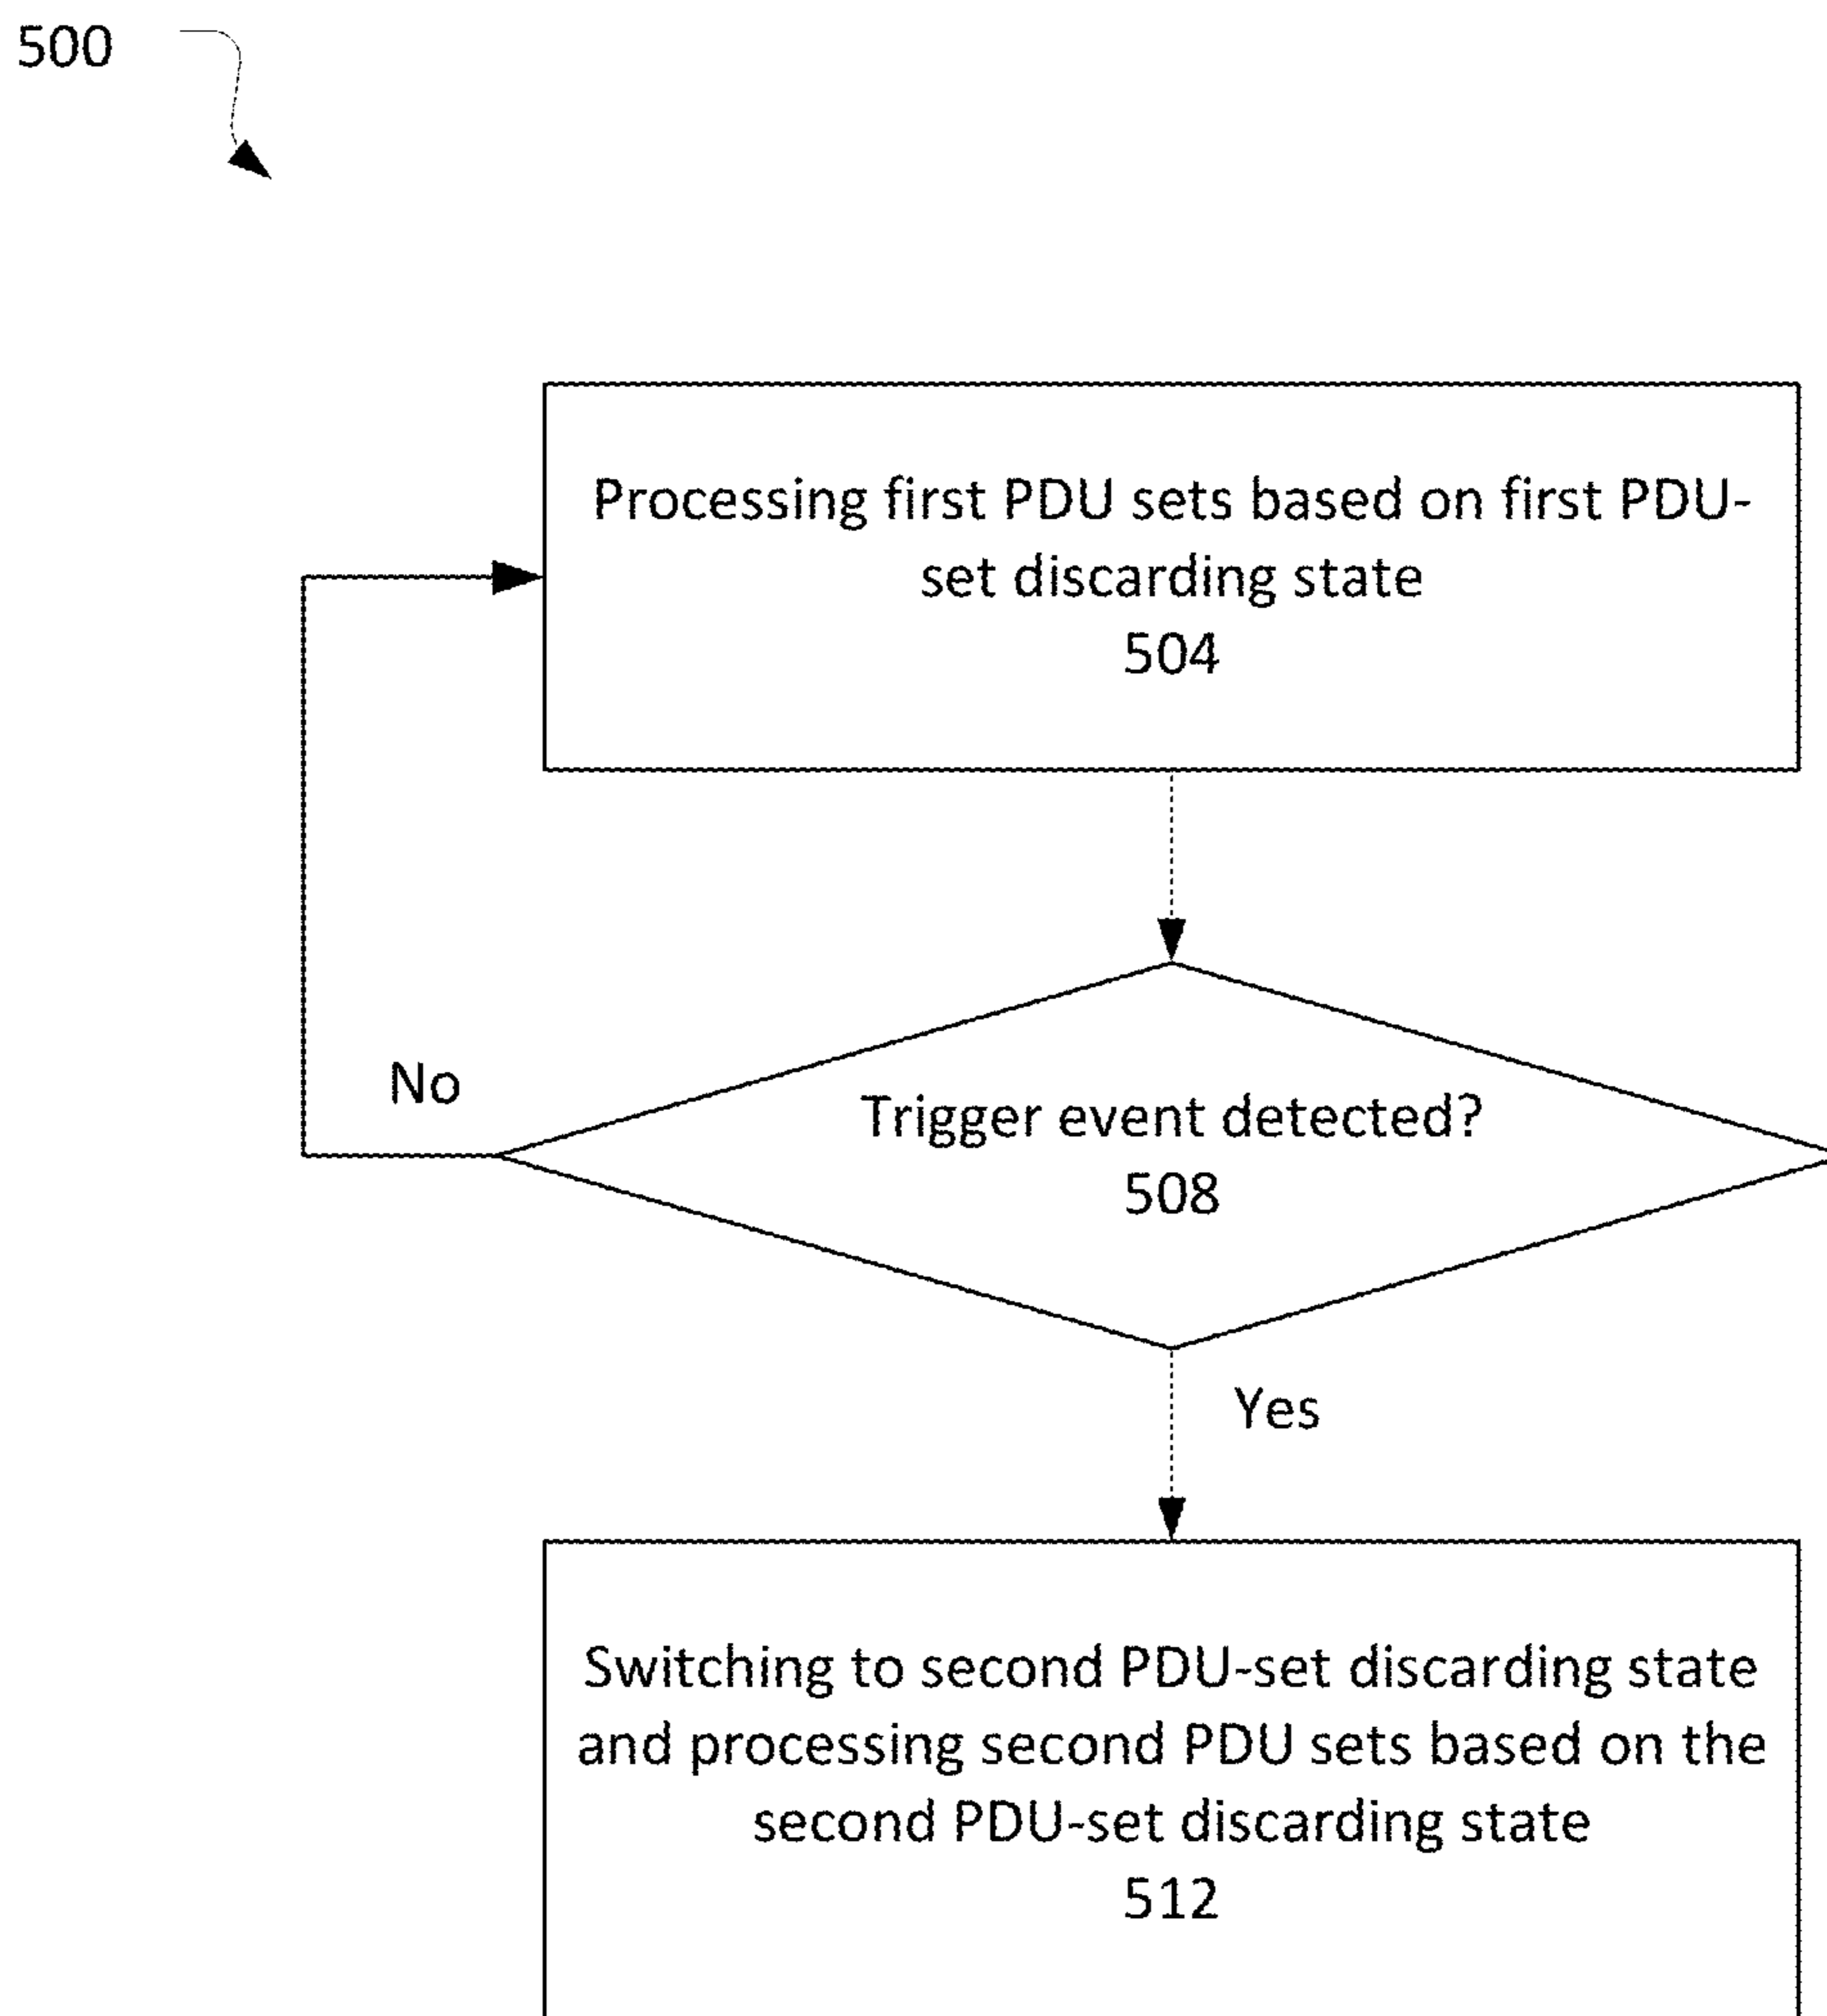 500
Processing first PDU sets based on first PDU-
set discarding state
504
No
Trigger event detected?
508
Yes
Switching to second PDU-set discarding state
and processing second PDU sets based on the
second PDU-set discarding state
512